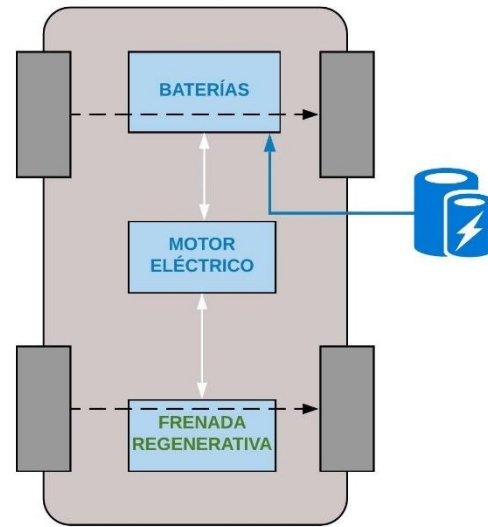 BATERÍAS
MOTOR
ELÉCTRICO
FRENADA
REGENERATIVA